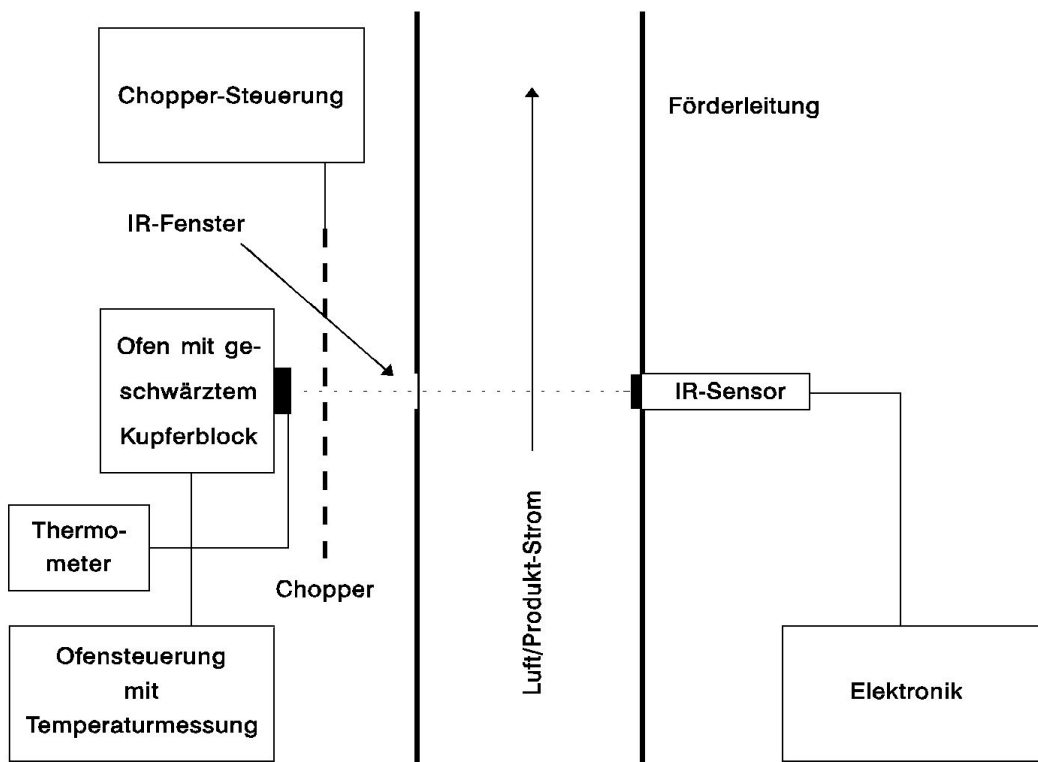 Chopper-Steuerung
Förderleitung
IR-Fenster
Ofen mit ge-
schwärztem
Kupferblock
IR-Sensor
Thermo-
meter
Chopper
Luft/Produkt-Strom
Ofensteuerung
mit
Temperaturmessung
Elektronik